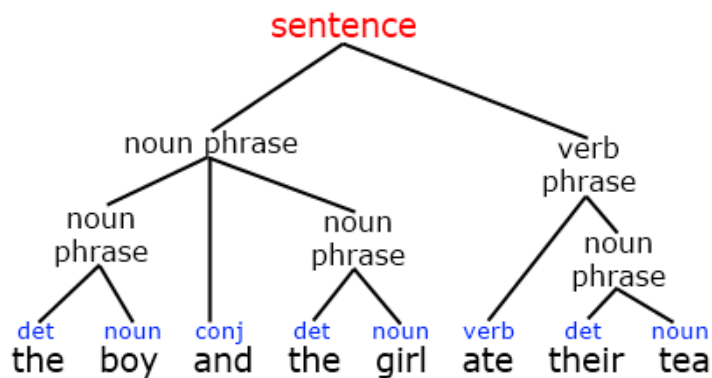 sentence
noun phrase
verb
phrase
noun
phrase
noun
phrase
noun
phrase
det noun conj det noun verb det noun
the boy and the girl ate their tea